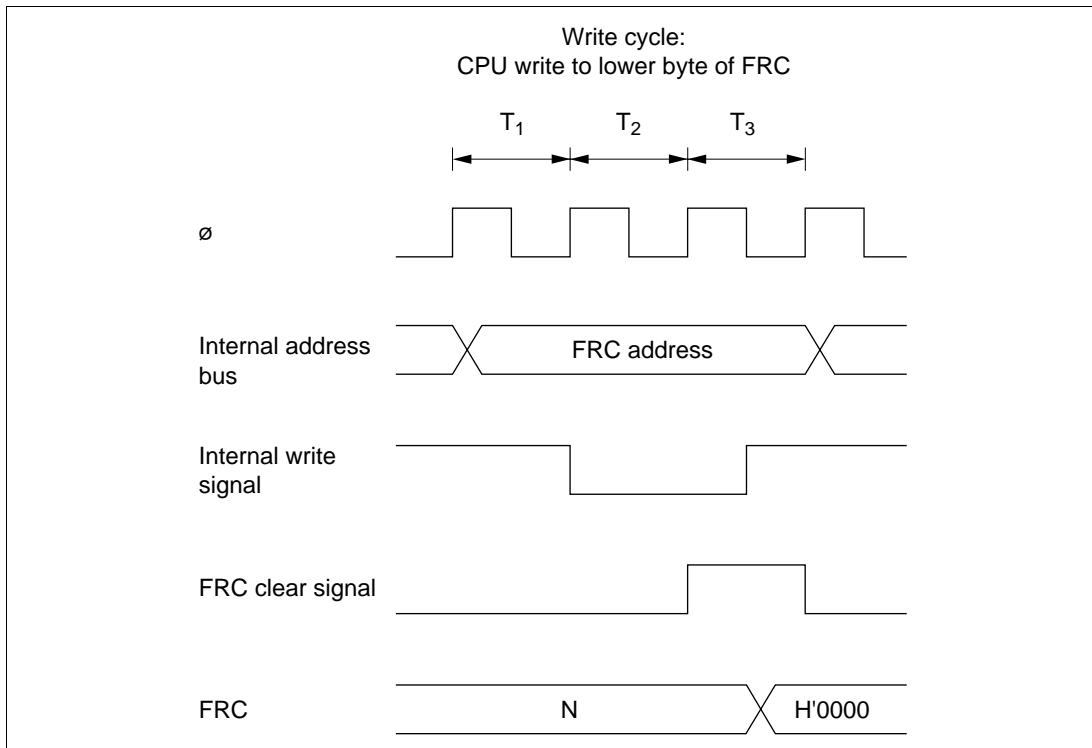 Write cycle:
CPU write to lower byte of FRC
T1 T2 T3
ø
Internal address
bus
FRC address
Internal write
signal
FRC clear signal
FRC
N
H'0000